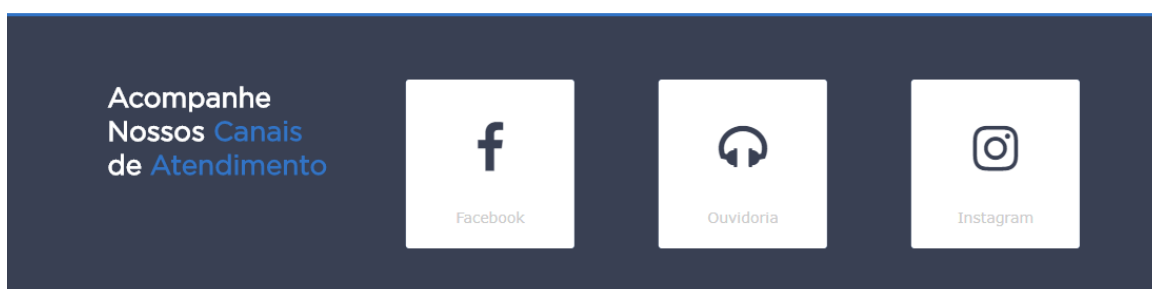 Acompanhe
Nossos Canais
de Atendimento
Facebook
Ouvidoria
Instagram